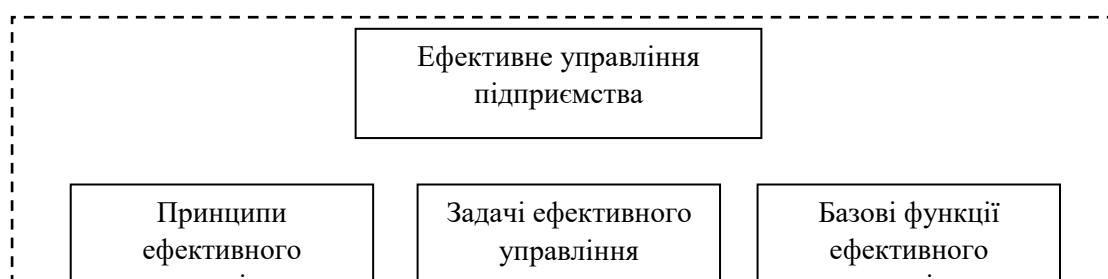 Ефективне управління
підприємства
Принципи
ефективного
Задачі ефективного
управління
Базові функції
ефективного